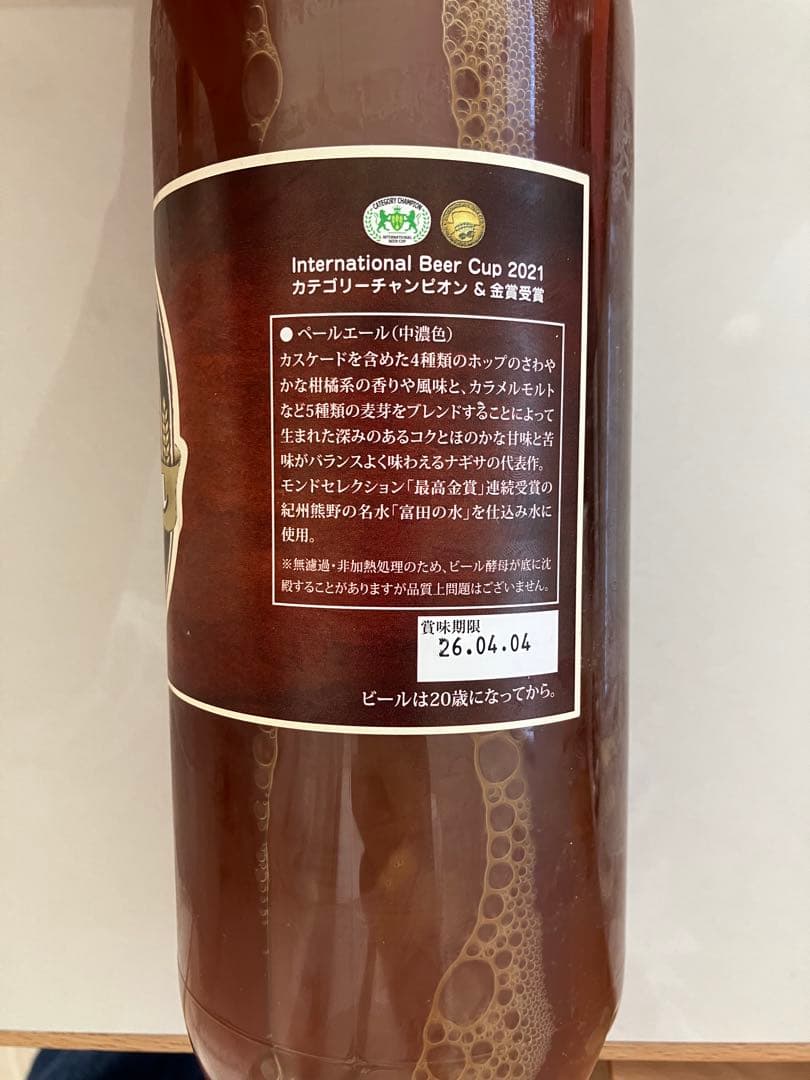 CATEGORY CHAMPION
INTERNATIONAL
BEER CUP
International Beer Cup 2021
カテゴリーチャンピオン & 金賞受賞
● ペールエール（中濃色）
カスケードを含めた4種類のホップのさわや
かな柑橘系の香りや風味と、カラメルモルト
など5種類の麦芽をブレンドすることによって
生まれた深みのあるコクとほのかな甘味と苦
味がバランスよく味わえるナギサの代表作。
モンドセレクション「最高金賞」連続受賞の
紀州熊野の名水「富田の水」を仕込み水に
使用。
※無濾過・非加熱処理のため、ビール酵母が底に沈
殿することがありますが品質上問題はございません。
賞味期限
26.04.04
ビールは20歳になってから。